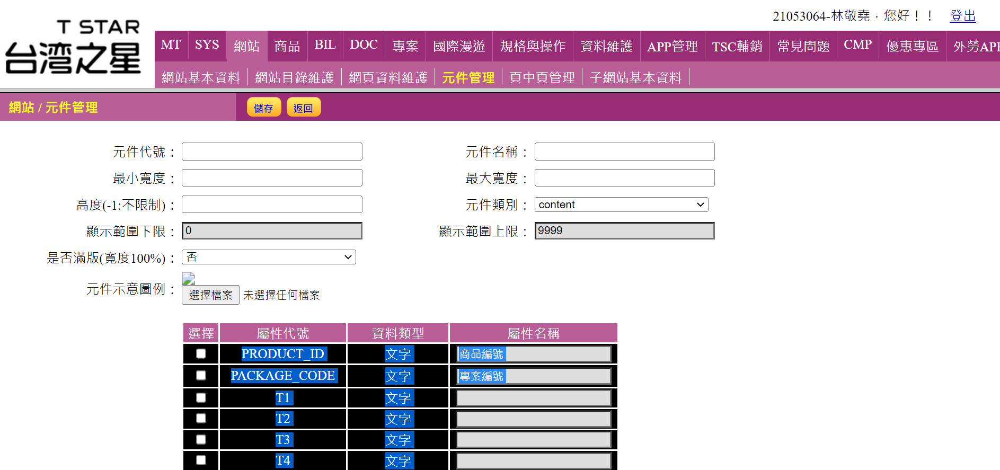 21053064-林敬堯，您好！！ 登出
T STAR
台湾之星
MT SYS 網站 商品 BIL DOC 專案 國際漫遊 規格與操作 資料維護 APP管理 TSC輔銷 常見問題 CMP 優惠專區 外勞APP
網站基本資料 網站目錄維護 網頁資料維護 元件管理 頁中頁管理 子網站基本資料
網站 / 元件管理 儲存 返回
元件代號： 元件名稱：
最小寬度： 最大寬度：
高度(-1:不限制)： 元件類別： content
顯示範圍下限： 0 顯示範圍上限： 9999
是否滿版(寬度100%)： 否
元件示意圖例：
選擇檔案 未選擇任何檔案
選擇 屬性代號 資料類型 屬性名稱
PRODUCT_ID 文字 商品編號
PACKAGE_CODE 文字 專案編號
T1 文字
T2 文字
T3 文字
T4 文字